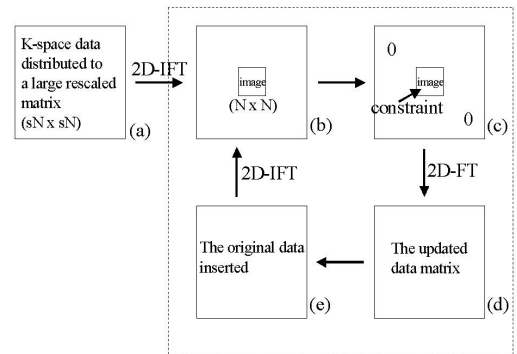 K-space data
distributed to
a large rescaled
matrix
(sN x sN)
(a)
2D-IFT
image
(N x N)
(b)
0
image
constraint
0
(c)
2D-IFT
2D-FT
The original data
inserted
(e)
The updated
data matrix
(d)